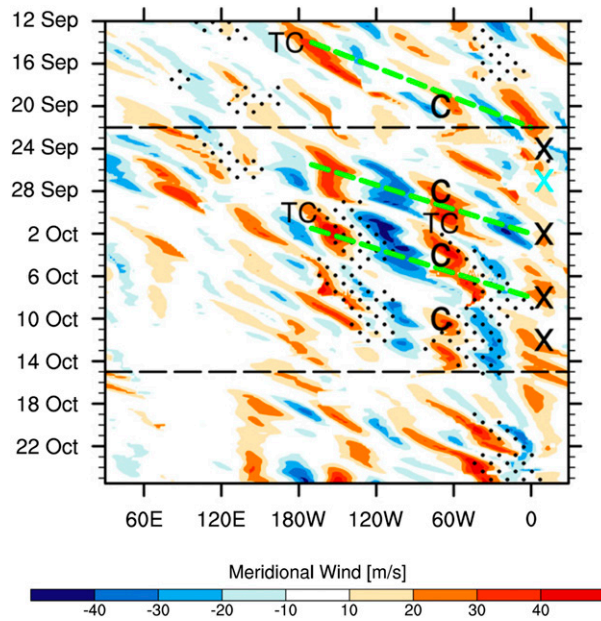 12 Sep
TC
16 Sep
C
20 Sep
X
24 Sep
X
28 Sep
C
TC
TC
2 Oct
X
C
6 Oct
X
10 Oct
C
X
14 Oct
18 Oct
22 Oct
60E 120E 180W 120W 60W 0
Meridional Wind [m/s]
-40 -20 10 30
-30 -10 20 40